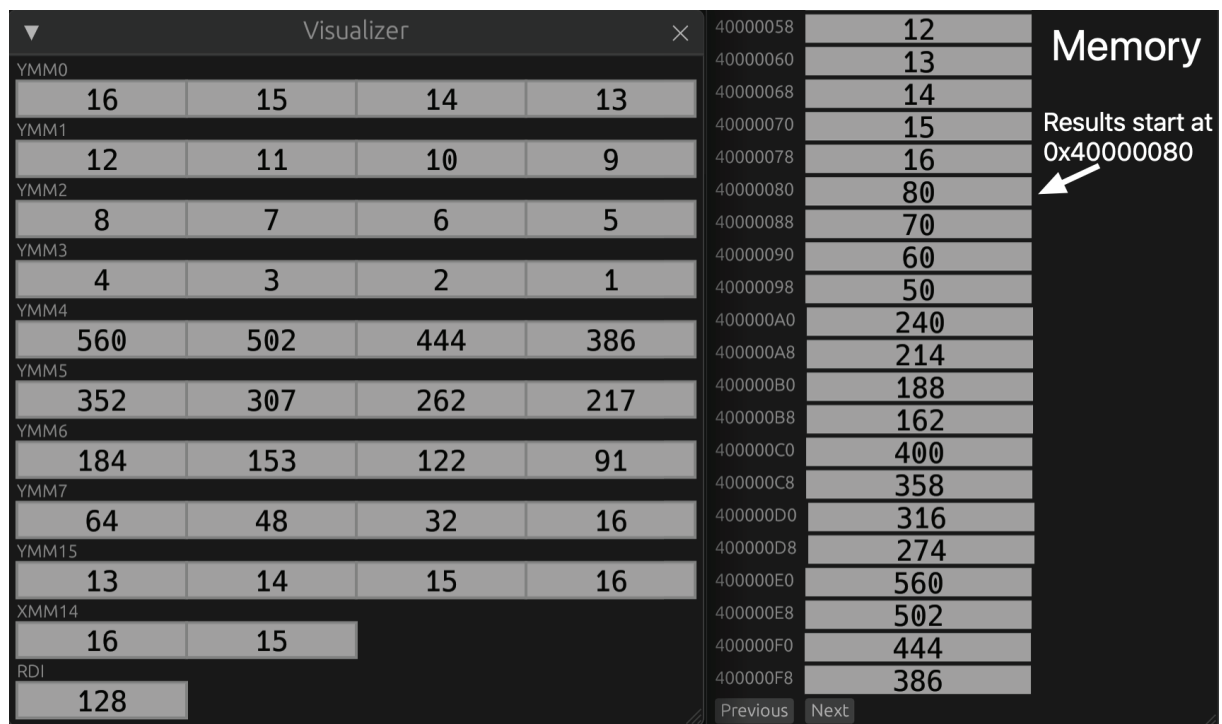 ▼ Visualizer ×
YMM0
16 15 14 13
YMM1
12 11 10 9
YMM2
8 7 6 5
YMM3
4 3 2 1
YMM4
560 502 444 386
YMM5
352 307 262 217
YMM6
184 153 122 91
YMM7
64 48 32 16
YMM15
13 14 15 16
XMM14
16 15
RDI
128
40000058 12
40000060 13
40000068 14
40000070 15
40000078 16
40000080 80
40000088 70
40000090 60
40000098 50
400000A0 240
400000A8 214
400000B0 188
400000B8 162
400000C0 400
400000C8 358
400000D0 316
400000D8 274
400000E0 560
400000E8 502
400000F0 444
400000F8 386
Previous Next
Memory
Results start at
0x40000080